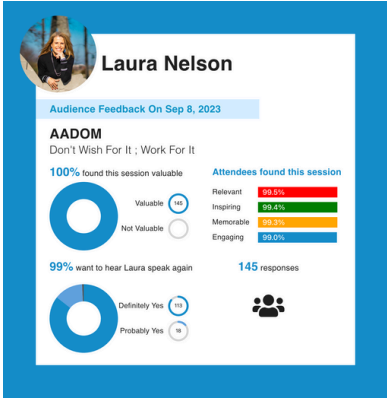 Laura Nelson
Audience Feedback On Sep 8, 2023
AADOM
Don't Wish For It ; Work For It
100% found this session valuable
Valuable 145
Not Valuable
Attendees found this session
Relevant 99.5%
Inspiring 99.4%
Memorable 99.3%
Engaging 99.0%
99% want to hear Laura speak again
Definitely Yes 113
Probably Yes 16
145 responses